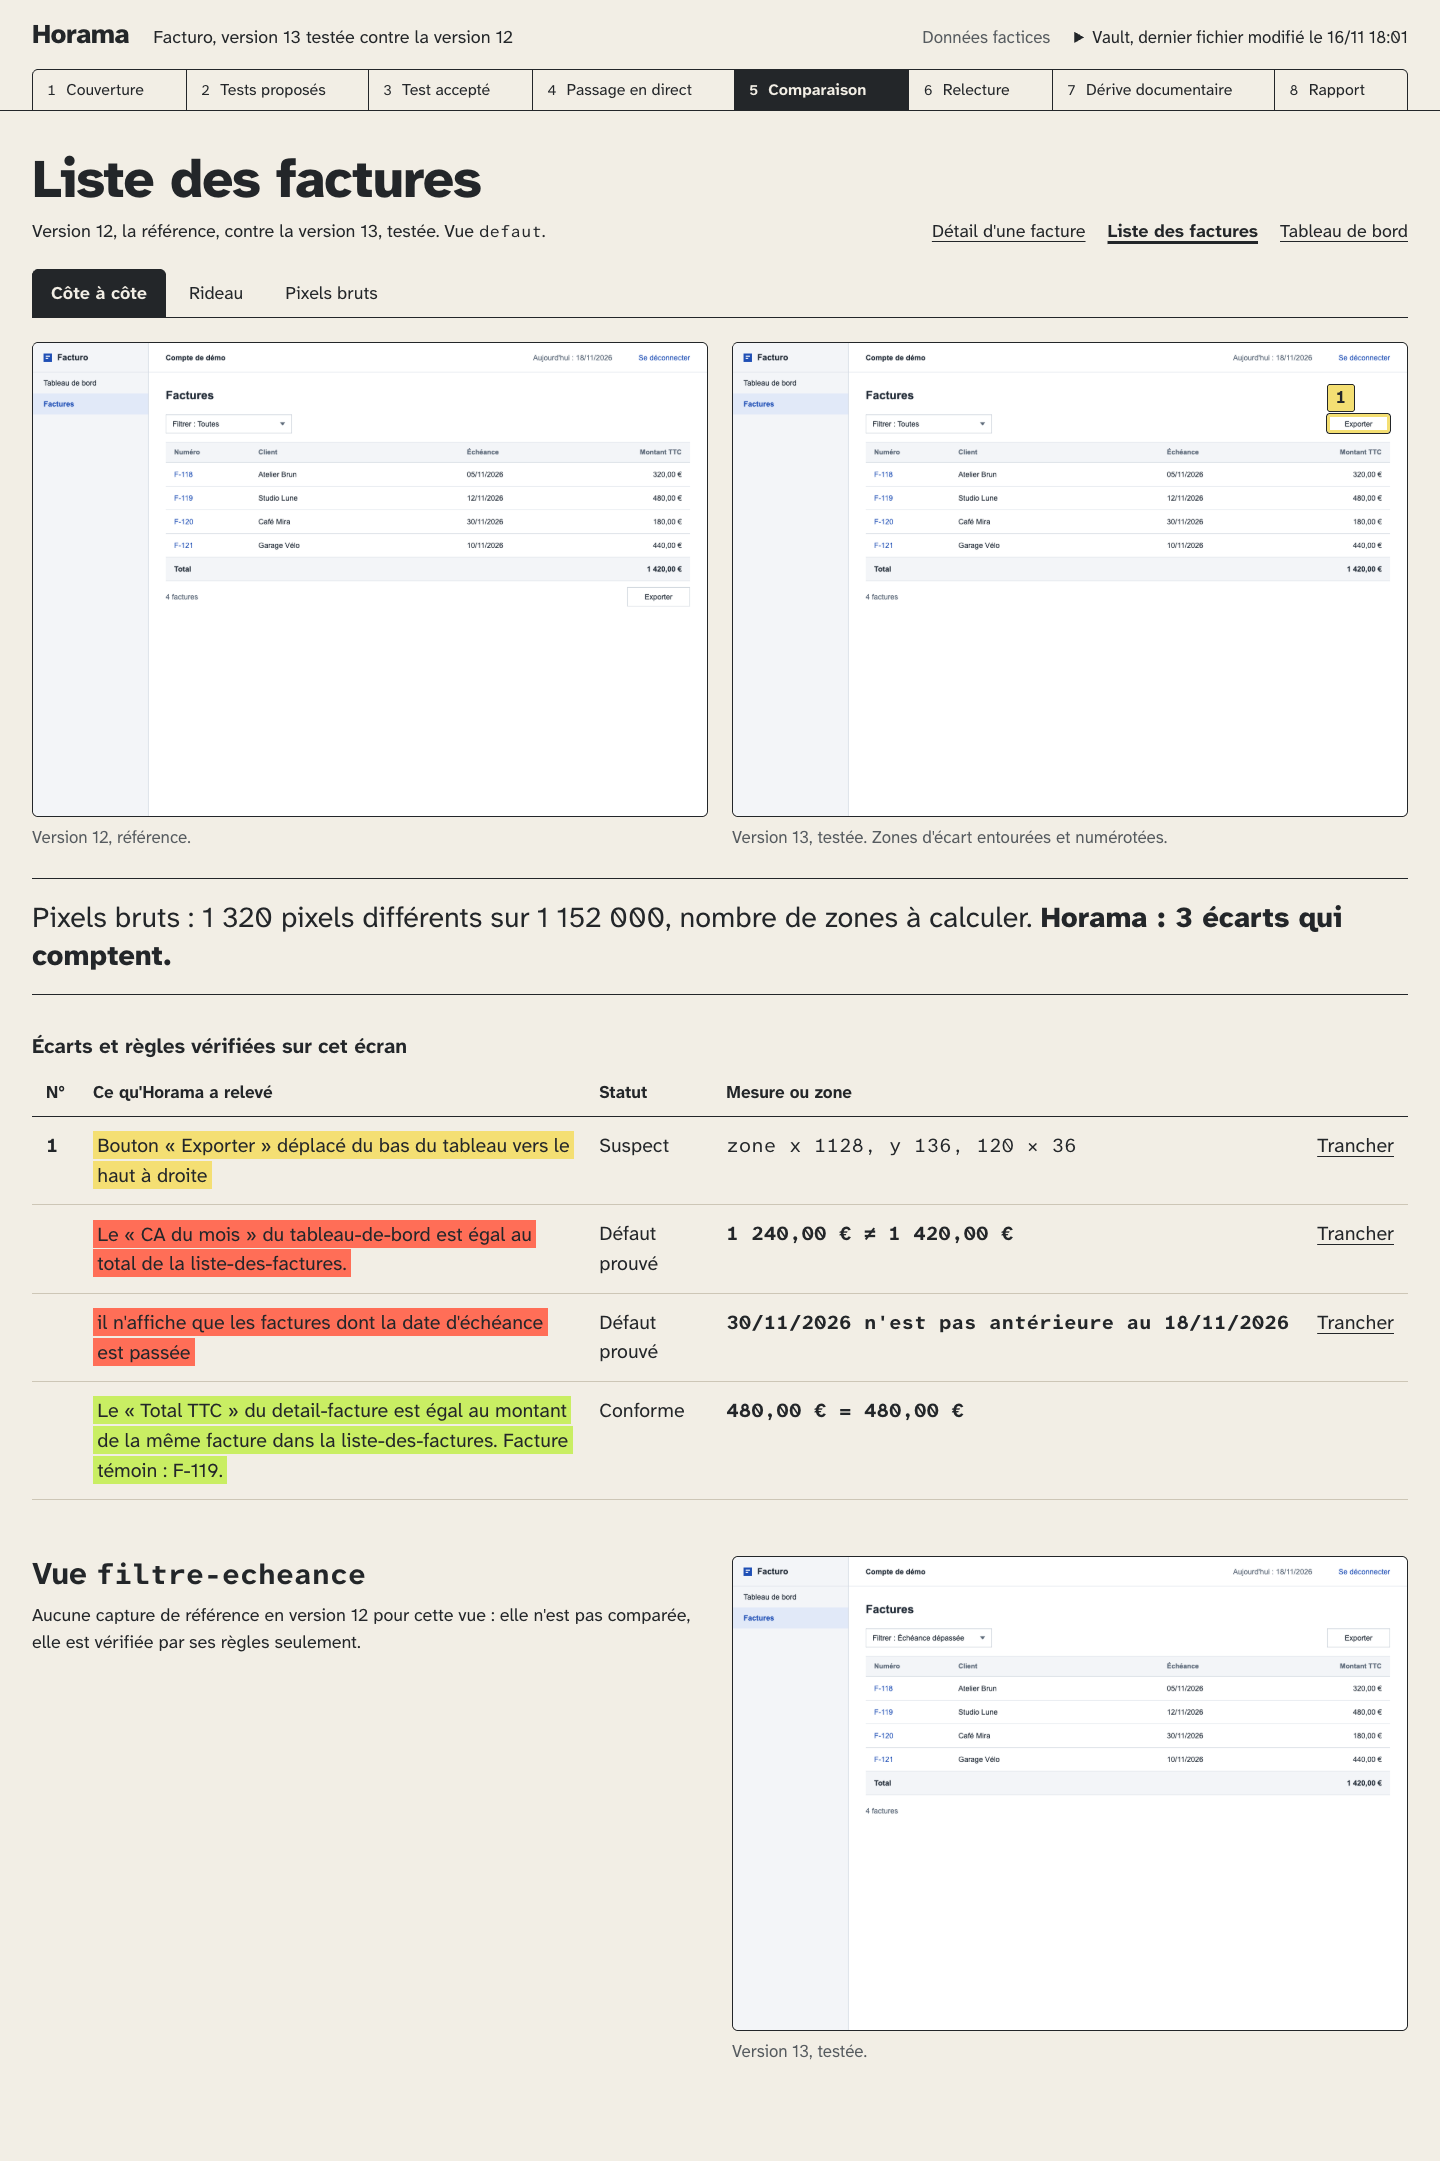 Horama
Facturo, version 13 testée contre la version 12
Données factices
▶ Vault, dernier fichier modifié le 16/11 18:01
1 Couverture
2 Tests proposés
3 Test accepté
4 Passage en direct
5 Comparaison
6 Relecture
7 Dérive documentaire
8 Rapport
Liste des factures
Version 12, la référence, contre la version 13, testée. Vue defaut.
Détail d'une facture
Liste des factures
Tableau de bord
Côte à côte
Rideau
Pixels bruts
Facturo
Compte de démo
Aujourd'hui : 18/11/2026
Se déconnecter
Tableau de bord
Factures
Factures
Filtrer : Toutes
Numéro Client Échéance Montant TTC
F-118 Atelier Brun 05/11/2026 320,00 €
F-119 Studio Lune 12/11/2026 480,00 €
F-120 Café Mira 30/11/2026 180,00 €
F-121 Garage Vélo 10/11/2026 440,00 €
Total 1 420,00 €
4 factures
Exporter
Version 12, référence.
Facturo
Compte de démo
Aujourd'hui : 18/11/2026
Se déconnecter
Tableau de bord
Factures
Factures
1
Filtrer : Toutes
Exporter
Numéro Client Échéance Montant TTC
F-118 Atelier Brun 05/11/2026 320,00 €
F-119 Studio Lune 12/11/2026 480,00 €
F-120 Café Mira 30/11/2026 180,00 €
F-121 Garage Vélo 10/11/2026 440,00 €
Total 1 420,00 €
4 factures
Version 13, testée. Zones d'écart entourées et numérotées.
Pixels bruts : 1 320 pixels différents sur 1 152 000, nombre de zones à calculer. Horama : 3 écarts qui
comptent.
Écarts et règles vérifiées sur cet écran
N° Ce qu'Horama a relevé Statut Mesure ou zone
1 Bouton « Exporter » déplacé du bas du tableau vers le
haut à droite
Suspect
zone x 1128, y 136, 120 × 36
Trancher
Le « CA du mois » du tableau-de-bord est égal au
total de la liste-des-factures.
Défaut
prouvé
1 240,00 € ≠ 1 420,00 €
Trancher
il n'affiche que les factures dont la date d'échéance
est passée
Défaut
prouvé
30/11/2026 n'est pas antérieure au 18/11/2026
Trancher
Le « Total TTC » du detail-facture est égal au montant
de la même facture dans la liste-des-factures. Facture
témoin : F-119.
Conforme
480,00 € = 480,00 €
Vue filtre-echeance
Aucune capture de référence en version 12 pour cette vue : elle n'est pas comparée,
elle est vérifiée par ses règles seulement.
Facturo
Compte de démo
Aujourd'hui : 18/11/2026
Se déconnecter
Tableau de bord
Factures
Factures
Filtrer : Échéance dépassée
Exporter
Numéro Client Échéance Montant TTC
F-118 Atelier Brun 05/11/2026 320,00 €
F-119 Studio Lune 12/11/2026 480,00 €
F-120 Café Mira 30/11/2026 180,00 €
F-121 Garage Vélo 10/11/2026 440,00 €
Total 1 420,00 €
4 factures
Version 13, testée.